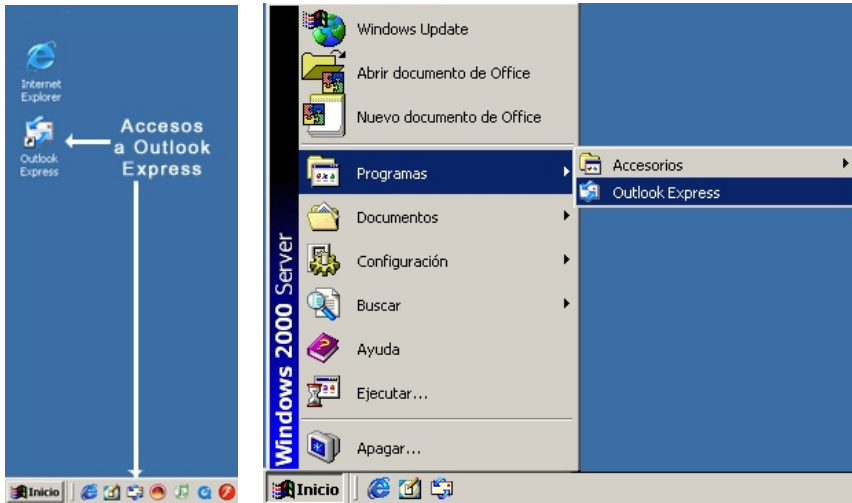 Internet
Explorer
Outlook
Express
Accesos
a Outlook
Express
Inicio
Windows 2000 Server
Windows Update
Abrir documento de Office
Nuevo documento de Office
Programas
Documentos
Configuración
Buscar
Ayuda
Ejecutar...
Apagar...
Accesorios
Outlook Express
Inicio